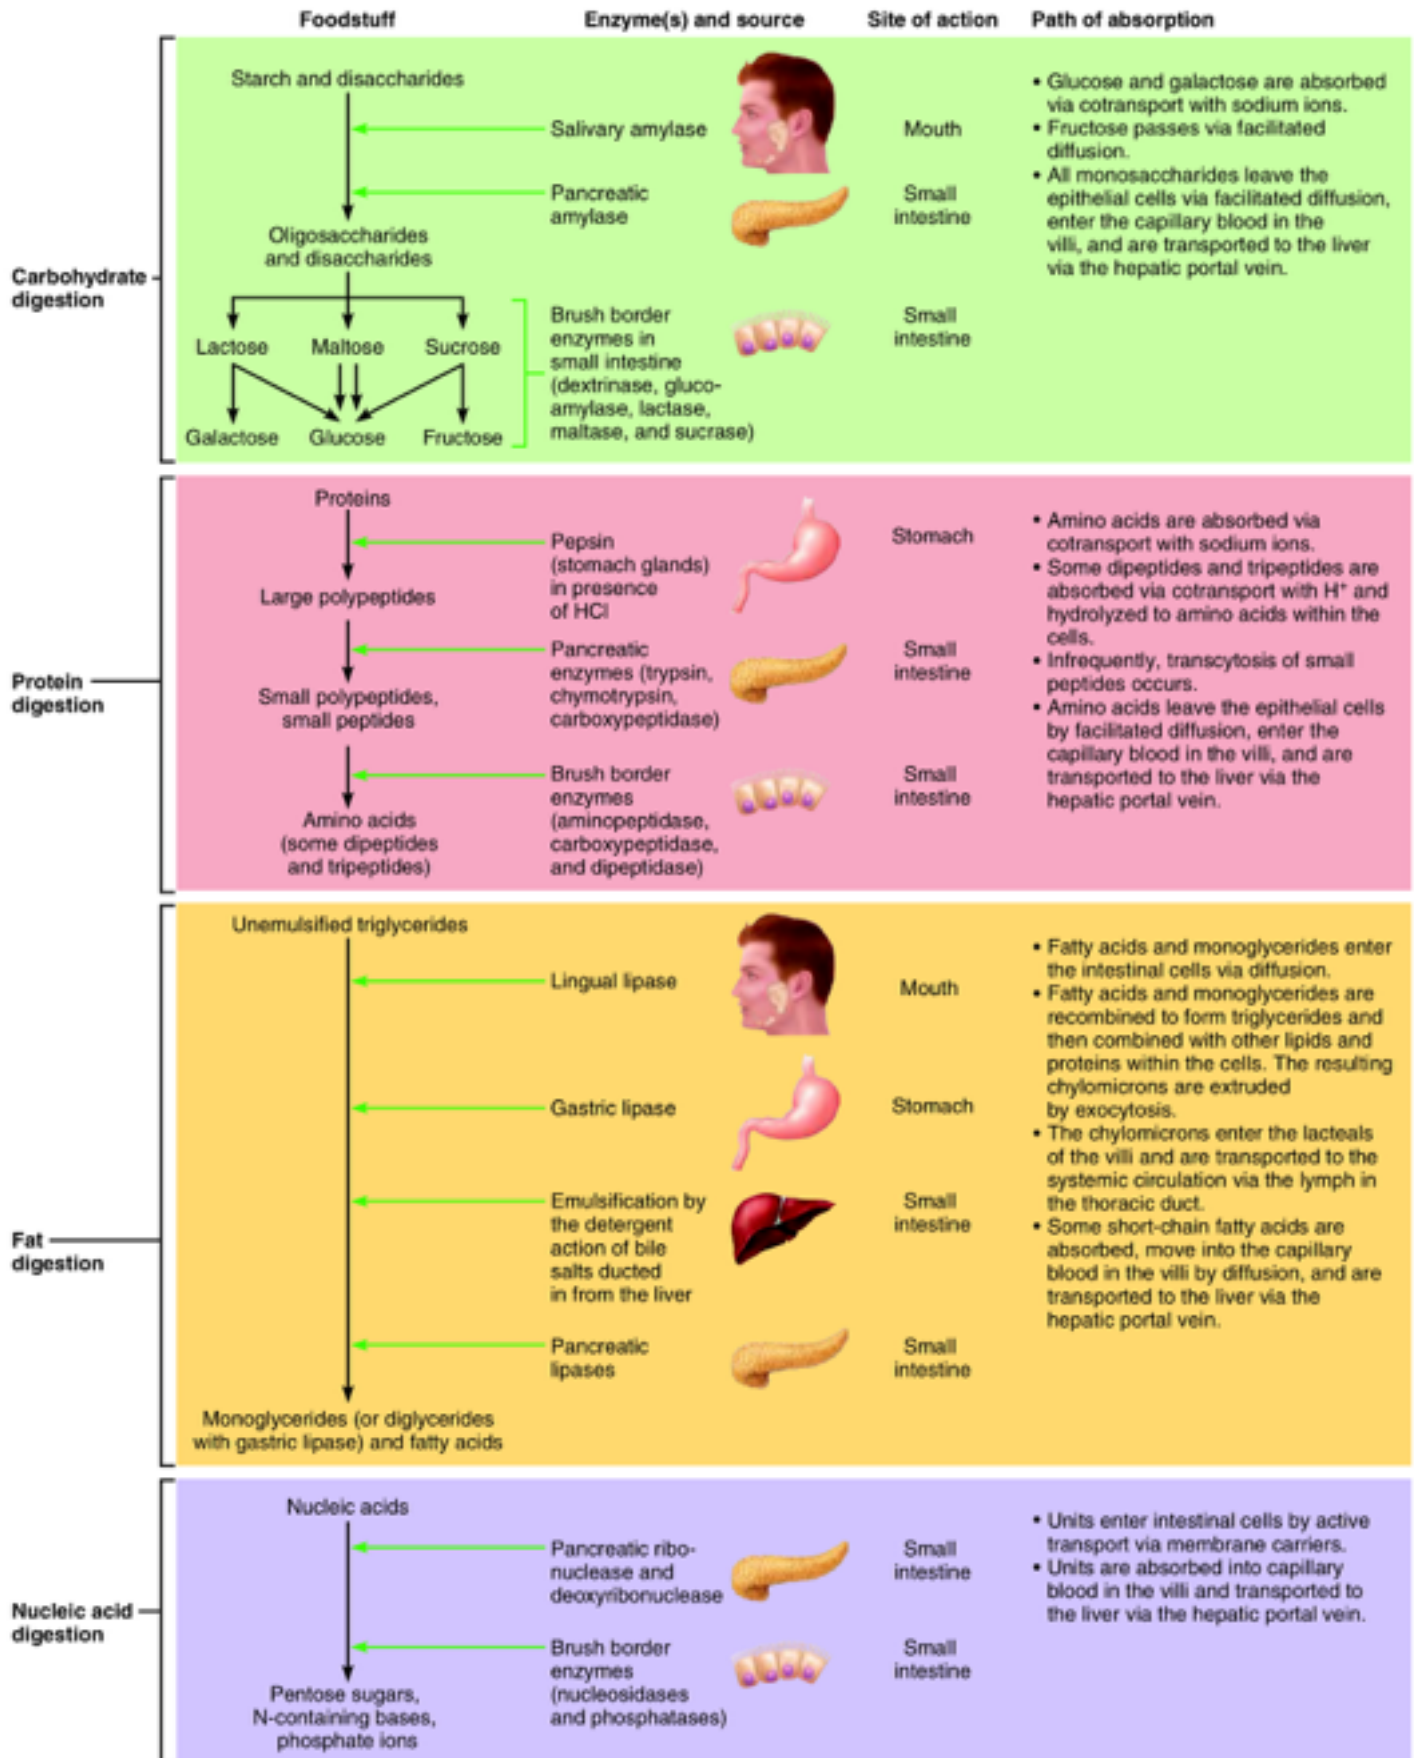 Foodstuff
Enzyme(s) and source
Site of action
Path of absorption
Carbohydrate
digestion
Starch and disaccharides
Salivary amylase
Mouth
Pancreatic
amylase
Small
intestine
Oligosaccharides
and disaccharides
Lactose
Maltose
Sucrose
Galactose
Glucose
Fructose
Brush border
enzymes in
small intestine
(dextrinase, gluco-
amylase, lactase,
maltase, and sucrase)
Small
intestine
• Glucose and galactose are absorbed
via cotransport with sodium ions.
• Fructose passes via facilitated
diffusion.
• All monosaccharides leave the
epithelial cells via facilitated diffusion,
enter the capillary blood in the
villi, and are transported to the liver
via the hepatic portal vein.
Protein
digestion
Proteins
Pepsin
(stomach glands)
in presence
of HCl
Stomach
Large polypeptides
Pancreatic
enzymes (trypsin,
chymotrypsin,
carboxypeptidase)
Small
intestine
Small polypeptides,
small peptides
Brush border
enzymes
(aminopeptidase,
carboxypeptidase,
and dipeptidase)
Small
intestine
Amino acids
(some dipeptides
and tripeptides)
• Amino acids are absorbed via
cotransport with sodium ions.
• Some dipeptides and tripeptides are
absorbed via cotransport with H⁺ and
hydrolyzed to amino acids within the
cells.
• Infrequently, transcytosis of small
peptides occurs.
• Amino acids leave the epithelial cells
by facilitated diffusion, enter the
capillary blood in the villi, and are
transported to the liver via the
hepatic portal vein.
Fat
digestion
Unemulsified triglycerides
Lingual lipase
Mouth
Gastric lipase
Stomach
Emulsification by
the detergent
action of bile
salts ducted
in from the liver
Small
intestine
Pancreatic
lipases
Small
intestine
Monoglycerides (or diglycerides
with gastric lipase) and fatty acids
• Fatty acids and monoglycerides enter
the intestinal cells via diffusion.
• Fatty acids and monoglycerides are
recombined to form triglycerides and
then combined with other lipids and
proteins within the cells. The resulting
chylomicrons are extruded
by exocytosis.
• The chylomicrons enter the lacteals
of the villi and are transported to the
systemic circulation via the lymph in
the thoracic duct.
• Some short-chain fatty acids are
absorbed, move into the capillary
blood in the villi by diffusion, and are
transported to the liver via the
hepatic portal vein.
Nucleic acid
digestion
Nucleic acids
Pancreatic ribo-
nuclease and
deoxyribonuclease
Small
intestine
Brush border
enzymes
(nucleosidases
and phosphatases)
Small
intestine
Pentose sugars,
N-containing bases,
phosphate ions
• Units enter intestinal cells by active
transport via membrane carriers.
• Units are absorbed into capillary
blood in the villi and transported to
the liver via the hepatic portal vein.